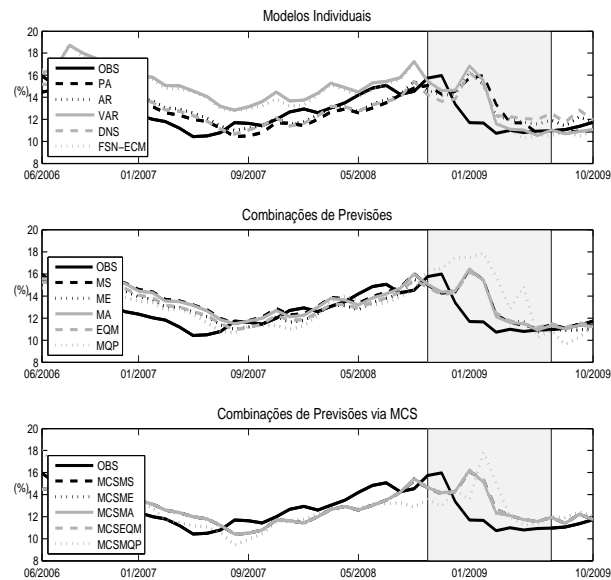 Modelos Individuais
20
18
16
14
12
10
8
(%)
OBS
PA
AR
VAR
DNS
FSN−ECM
06/2006
01/2007
09/2007
05/2008
01/2009
10/2009
Combinações de Previsões
20
18
16
14
12
10
8
(%)
OBS
MS
ME
MA
EQM
MQP
06/2006
01/2007
09/2007
05/2008
01/2009
10/2009
Combinações de Previsões via MCS
20
18
16
14
12
10
8
(%)
OBS
MCSMS
MCSME
MCSMA
MCSEQM
MCSMQP
06/2006
01/2007
09/2007
05/2008
01/2009
10/2009